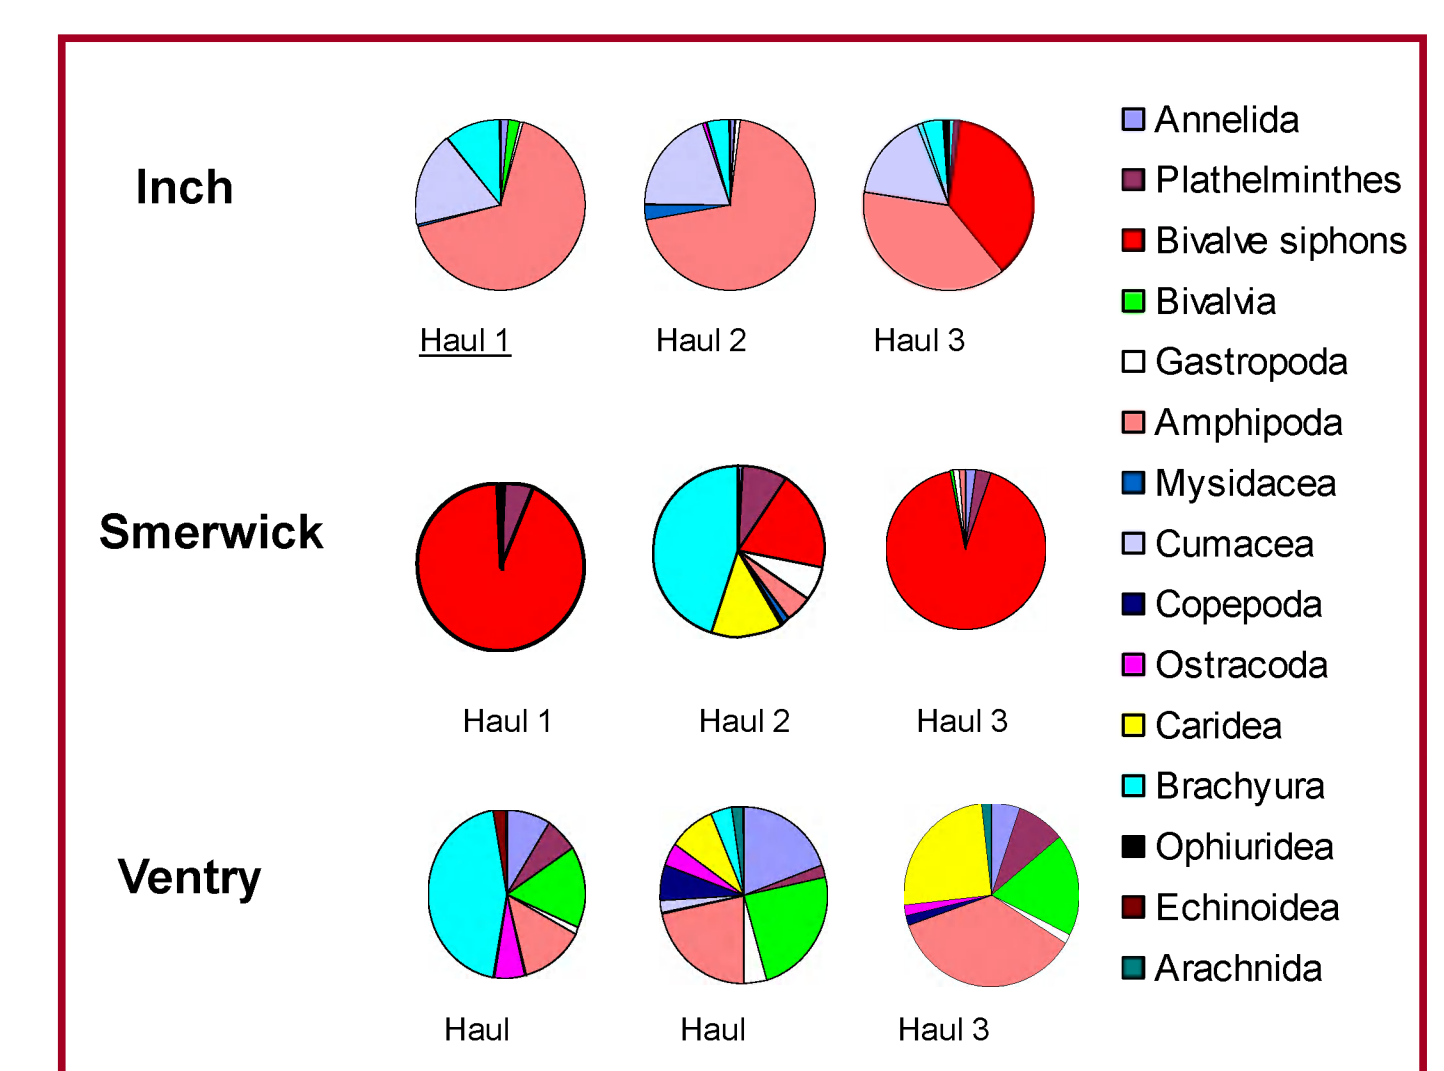 Inch
Haul 1
Haul 2
Haul 3
Smerwick
Haul 1
Haul 2
Haul 3
Ventry
Haul
Haul
Haul 3
Annelida
Plathelminthes
Bivalve siphons
Bivalvia
Gastropoda
Amphipoda
Mysidacea
Cumacea
Copepoda
Ostracoda
Caridea
Brachyura
Ophiuridea
Echinoidea
Arachnida